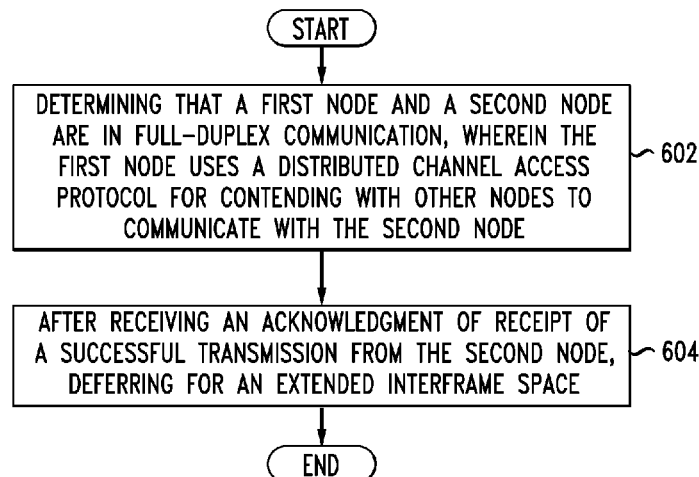 START
DETERMINING THAT A FIRST NODE AND A SECOND NODE
ARE IN FULL-DUPLEX COMMUNICATION, WHEREIN THE
FIRST NODE USES A DISTRIBUTED CHANNEL ACCESS
PROTOCOL FOR CONTENDING WITH OTHER NODES TO
COMMUNICATE WITH THE SECOND NODE
602
AFTER RECEIVING AN ACKNOWLEDGMENT OF RECEIPT OF
A SUCCESSFUL TRANSMISSION FROM THE SECOND NODE,
DEFERRING FOR AN EXTENDED INTERFRAME SPACE
604
END